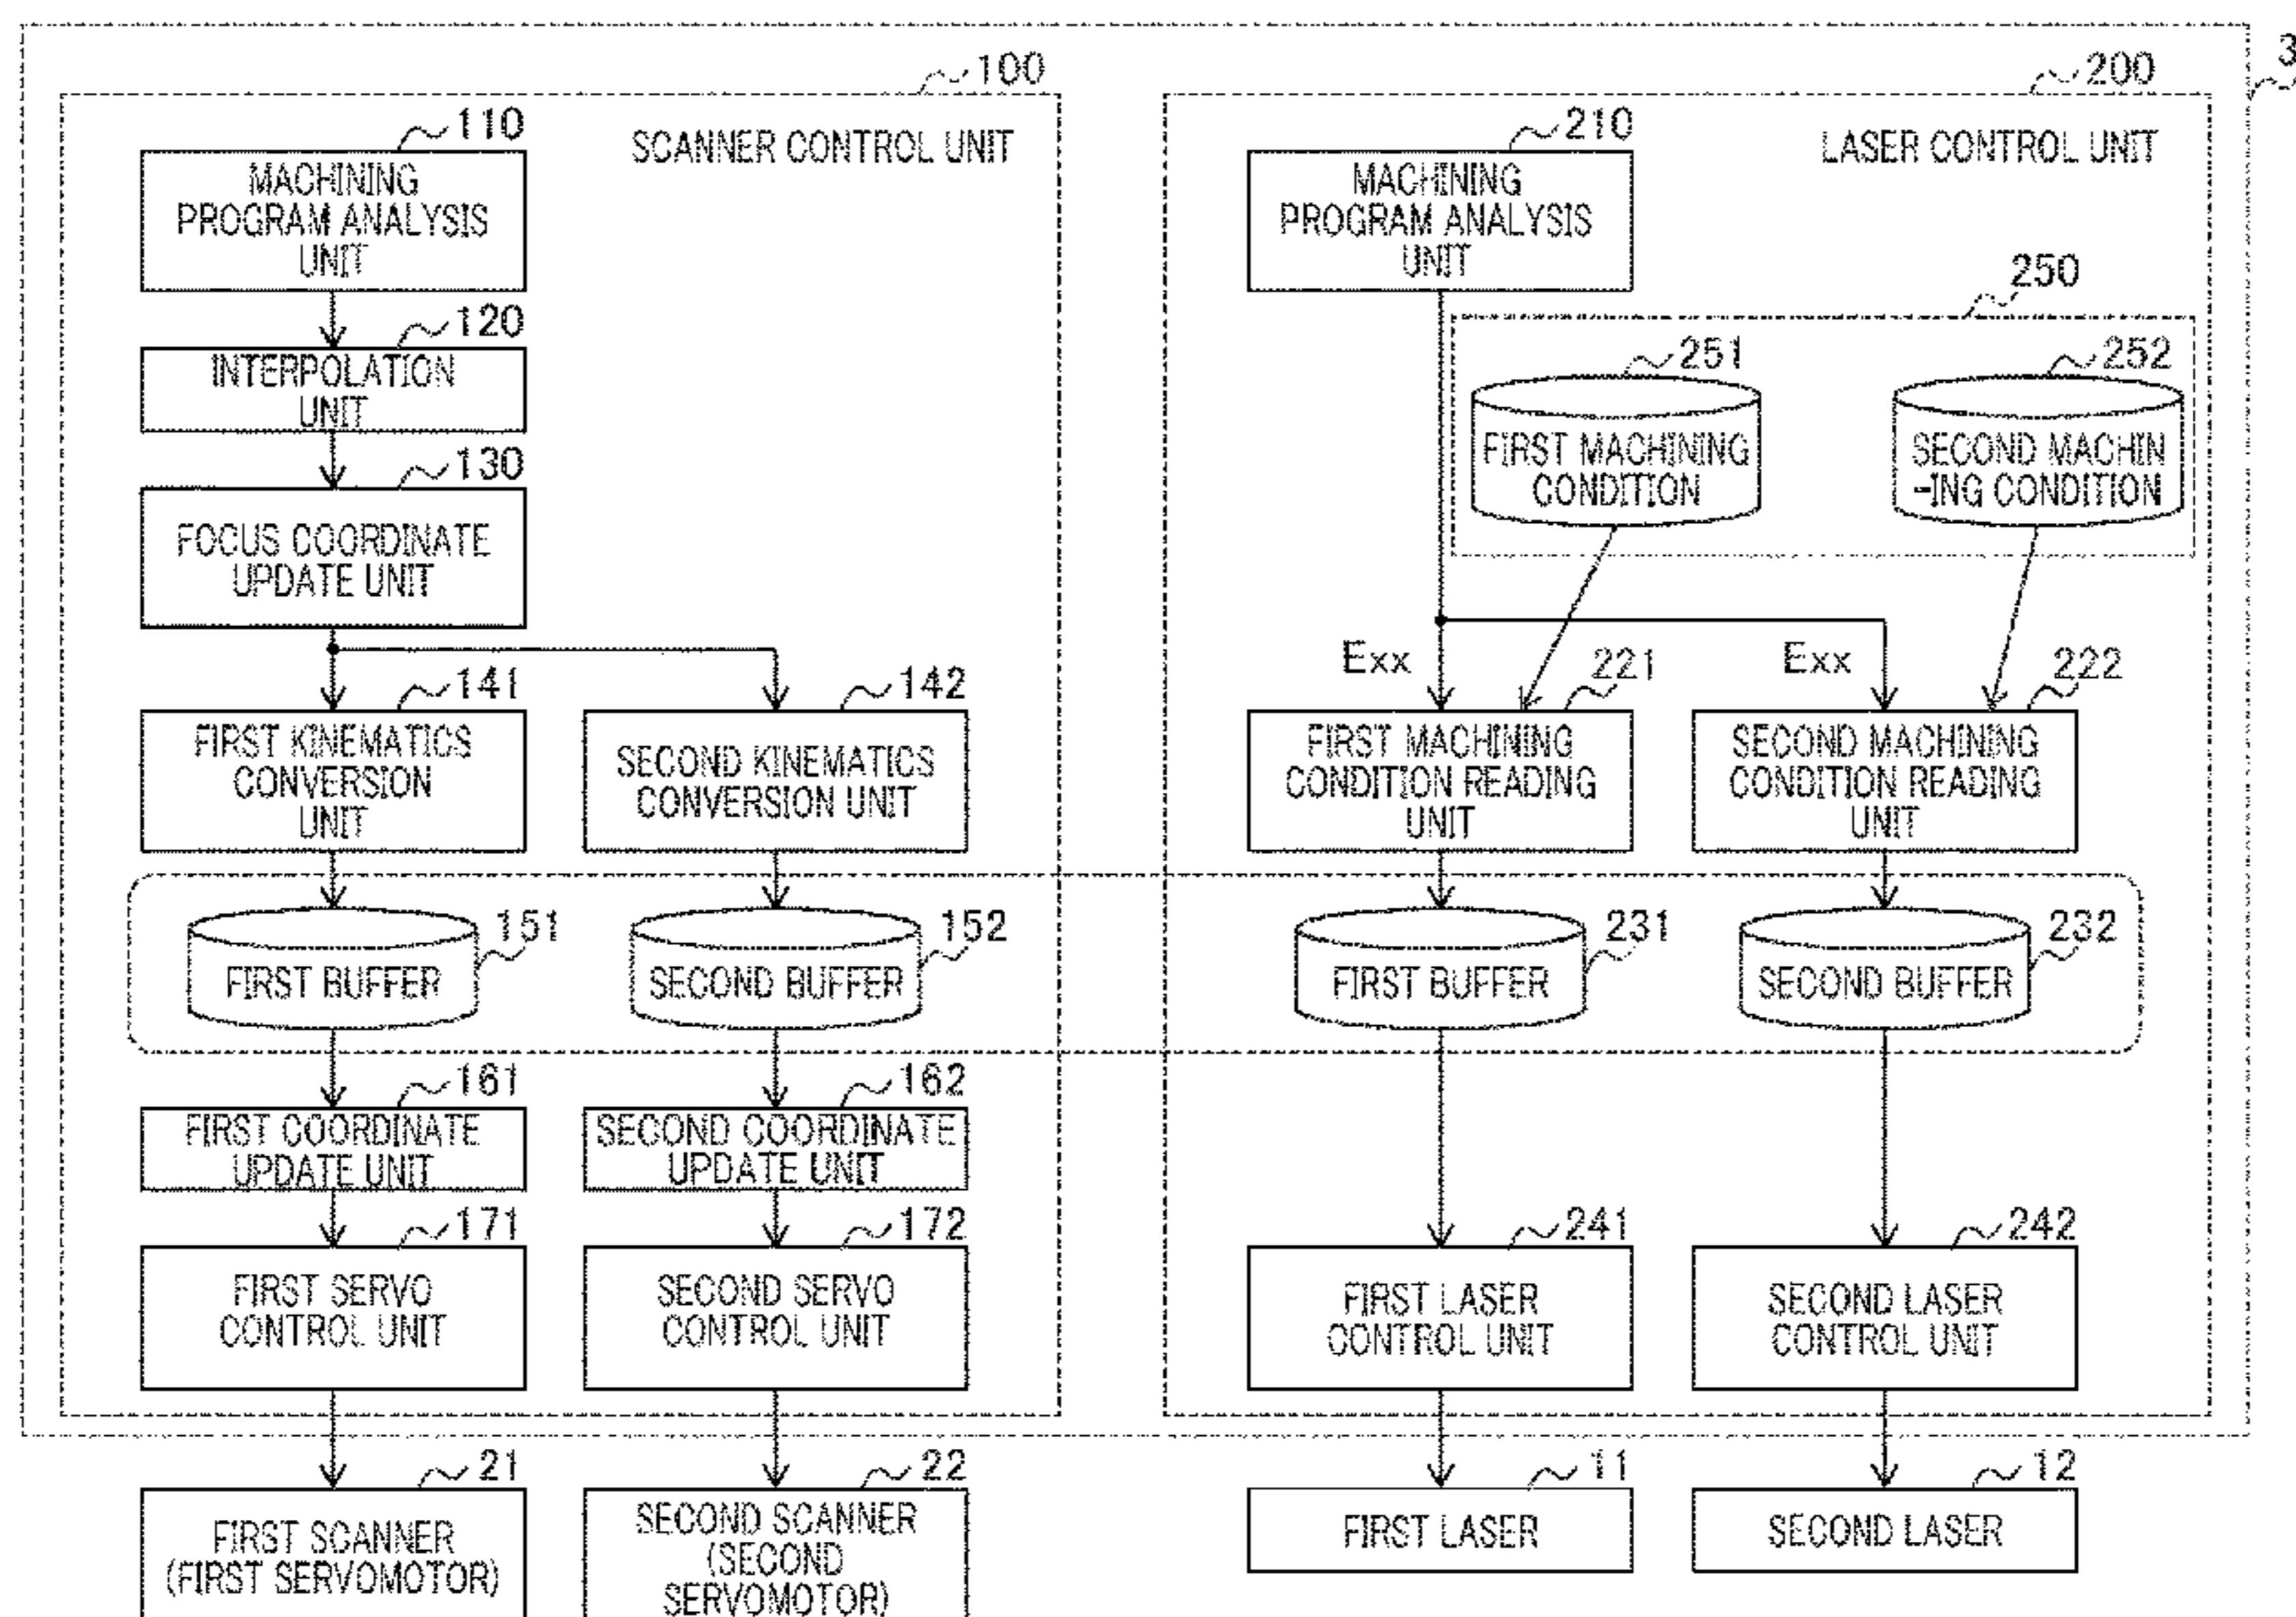 3
100
200
110
SCANNER CONTROL UNIT
210
LASER CONTROL UNIT
MACHINING
PROGRAM ANALYSIS
UNIT
MACHINING
PROGRAM ANALYSIS
UNIT
250
120
INTERPOLATION
UNIT
251
252
FIRST MACHINING
CONDITION
SECOND MACHIN
-ING CONDITION
130
FOCUS COORDINATE
UPDATE UNIT
Exx
Exx
141
142
221
222
FIRST KINEMATICS
CONVERSION
UNIT
SECOND KINEMATICS
CONVERSION UNIT
FIRST MACHINING
CONDITION READING
UNIT
SECOND MACHINING
CONDITION READING
UNIT
151
152
231
232
FIRST BUFFER
SECOND BUFFER
FIRST BUFFER
SECOND BUFFER
161
162
FIRST COORDINATE
UPDATE UNIT
SECOND COORDINATE
UPDATE UNIT
171
172
241
242
FIRST SERVO
CONTROL UNIT
SECOND SERVO
CONTROL UNIT
FIRST LASER
CONTROL UNIT
SECOND LASER
CONTROL UNIT
21
22
11
12
FIRST SCANNER
(FIRST SERVOMOTOR)
SECOND SCANNER
(SECOND
SERVOMOTOR)
FIRST LASER
SECOND LASER